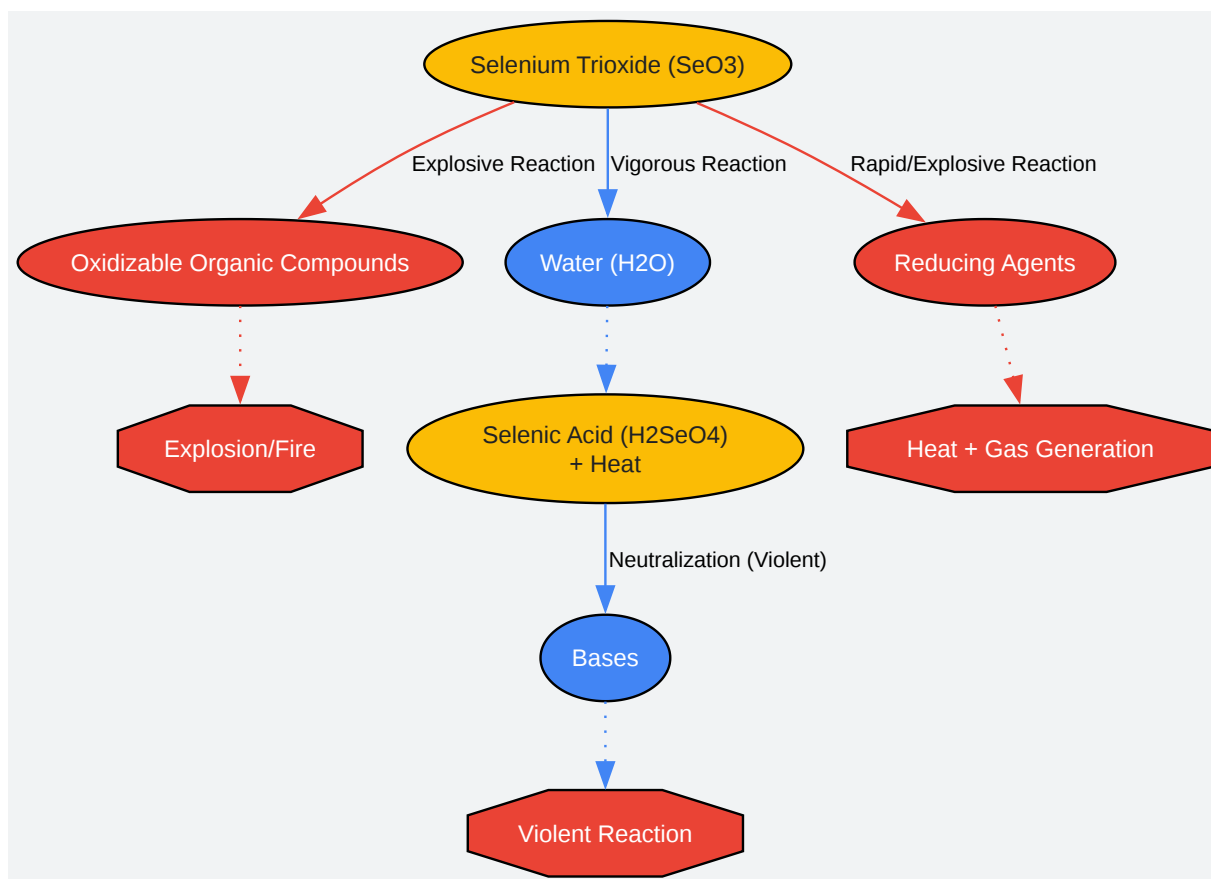 Selenium Trioxide (SeO3)
Explosive Reaction
Vigorous Reaction
Rapid/Explosive Reaction
Oxidizable Organic Compounds
Water (H2O)
Reducing Agents
Explosion/Fire
Selenic Acid (H2SeO4)
+ Heat
Heat + Gas Generation
Neutralization (Violent)
Bases
Violent Reaction